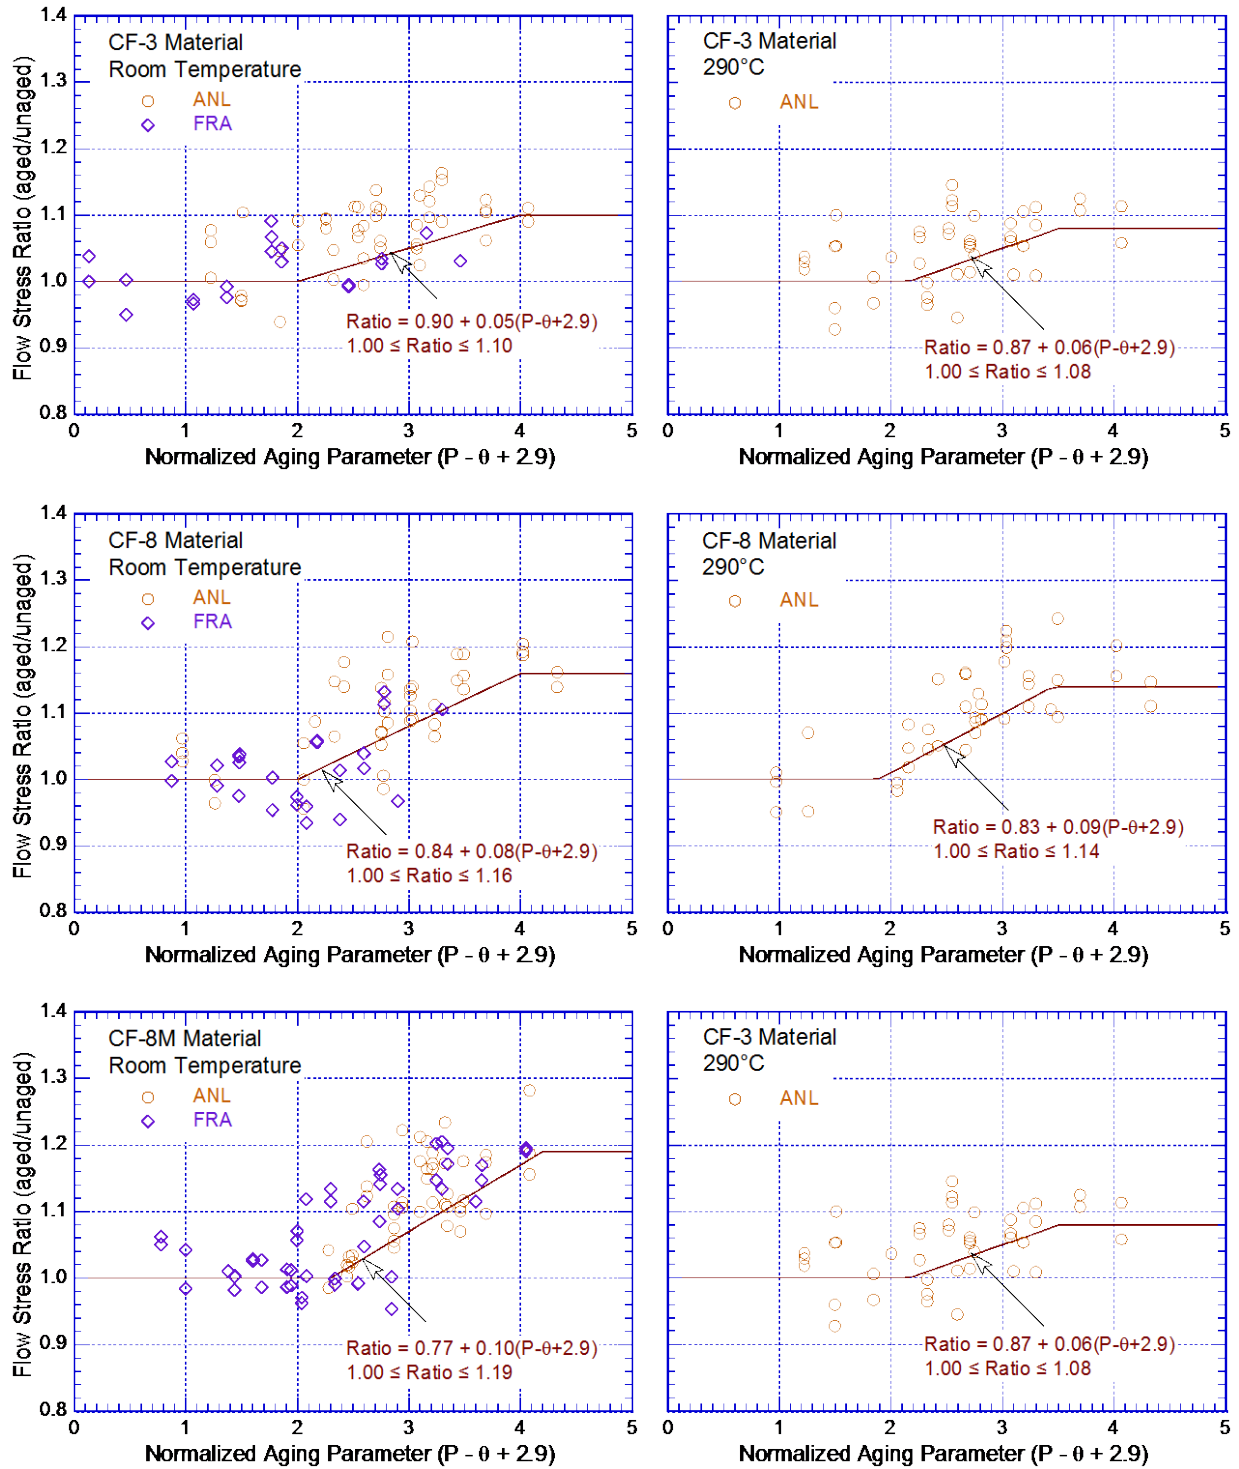 1.4
1.3
1.2
1.1
1.0
0.9
0.8
Flow Stress Ratio (aged/unaged)
CF-3 Material
Room Temperature
ANL
FRA
Ratio = 0.90 + 0.05(P-θ+2.9)
1.00 ≤ Ratio ≤ 1.10
0 1 2 3 4 5
Normalized Aging Parameter (P - θ + 2.9)
CF-3 Material
290°C
ANL
Ratio = 0.87 + 0.06(P-θ+2.9)
1.00 ≤ Ratio ≤ 1.08
0 1 2 3 4 5
Normalized Aging Parameter (P - θ + 2.9)
1.4
1.3
1.2
1.1
1.0
0.9
0.8
Flow Stress Ratio (aged/unaged)
CF-8 Material
Room Temperature
ANL
FRA
Ratio = 0.84 + 0.08(P-θ+2.9)
1.00 ≤ Ratio ≤ 1.16
0 1 2 3 4 5
Normalized Aging Parameter (P - θ + 2.9)
CF-8 Material
290°C
ANL
Ratio = 0.83 + 0.09(P-θ+2.9)
1.00 ≤ Ratio ≤ 1.14
0 1 2 3 4 5
Normalized Aging Parameter (P - θ + 2.9)
1.4
1.3
1.2
1.1
1.0
0.9
0.8
Flow Stress Ratio (aged/unaged)
CF-8M Material
Room Temperature
ANL
FRA
Ratio = 0.77 + 0.10(P-θ+2.9)
1.00 ≤ Ratio ≤ 1.19
0 1 2 3 4 5
Normalized Aging Parameter (P - θ + 2.9)
CF-3 Material
290°C
ANL
Ratio = 0.87 + 0.06(P-θ+2.9)
1.00 ≤ Ratio ≤ 1.08
0 1 2 3 4 5
Normalized Aging Parameter (P - θ + 2.9)